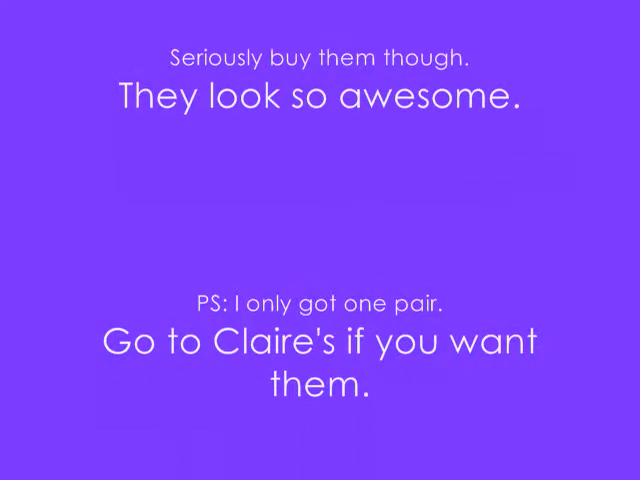 Seriously buy them though.
They look so awesome.
PS: I only got one pair.
Go to Claire's if you want
them.